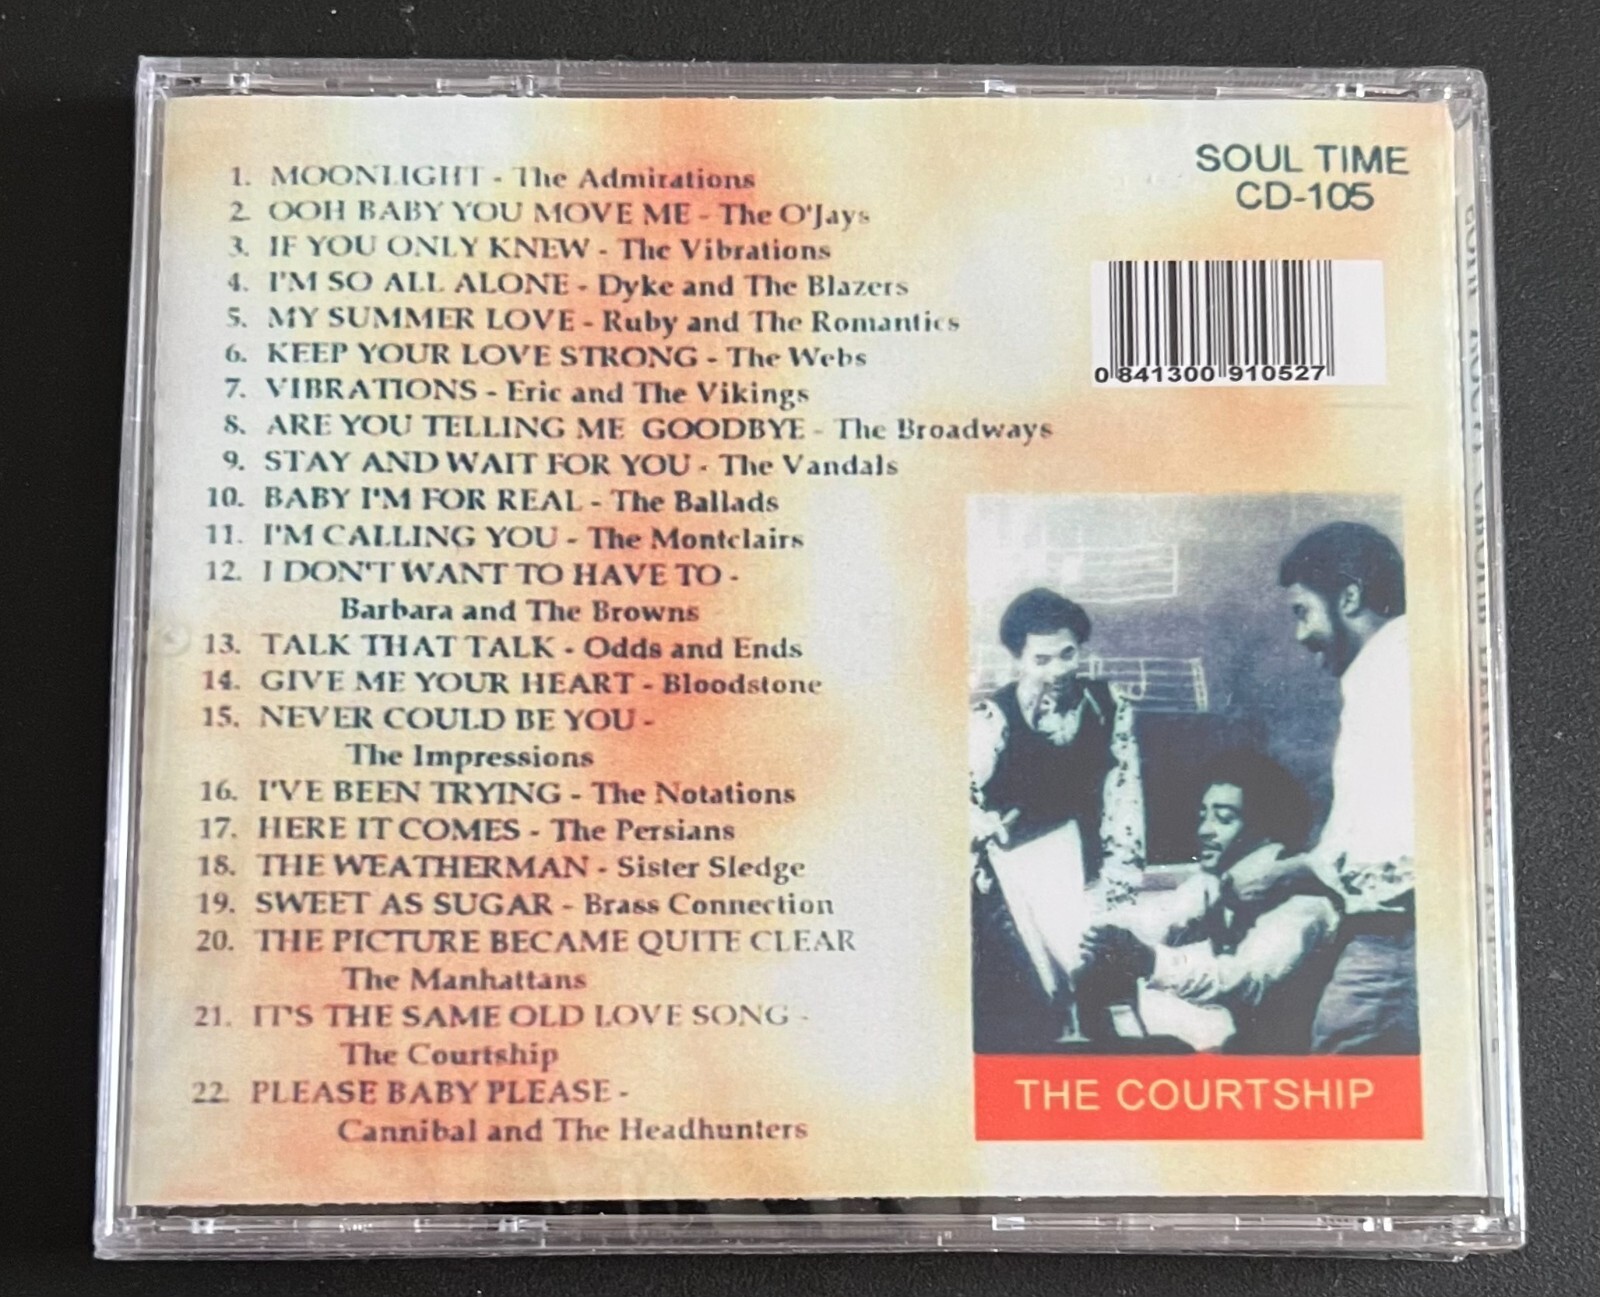 1. MOONLIGHT - The Admirations
2. OOH BABY YOU MOVE ME - The O'Jays
3. IF YOU ONLY KNEW - The Vibrations
4. I'M SO ALL ALONE - Dyke and The Blazers
5. MY SUMMER LOVE - Ruby and The Romantics
6. KEEP YOUR LOVE STRONG - The Webs
7. VIBRATIONS - Eric and The Vikings
8. ARE YOU TELLING ME GOODBYE - The Broadways
9. STAY AND WAIT FOR YOU - The Vandals
10. BABY I'M FOR REAL - The Ballads
11. I'M CALLING YOU - The Montclairs
12. I DON'T WANT TO HAVE TO -
Barbara and The Browns
13. TALK THAT TALK - Odds and Ends
14. GIVE ME YOUR HEART - Bloodstone
15. NEVER COULD BE YOU -
The Impressions
16. I'VE BEEN TRYING - The Notations
17. HERE IT COMES - The Persians
18. THE WEATHERMAN - Sister Sledge
19. SWEET AS SUGAR - Brass Connection
20. THE PICTURE BECAME QUITE CLEAR
The Manhattans
21. IT'S THE SAME OLD LOVE SONG -
The Courtship
22. PLEASE BABY PLEASE -
Cannibal and The Headhunters
SOUL TIME
CD-105
0 841300 910527
THE COURTSHIP